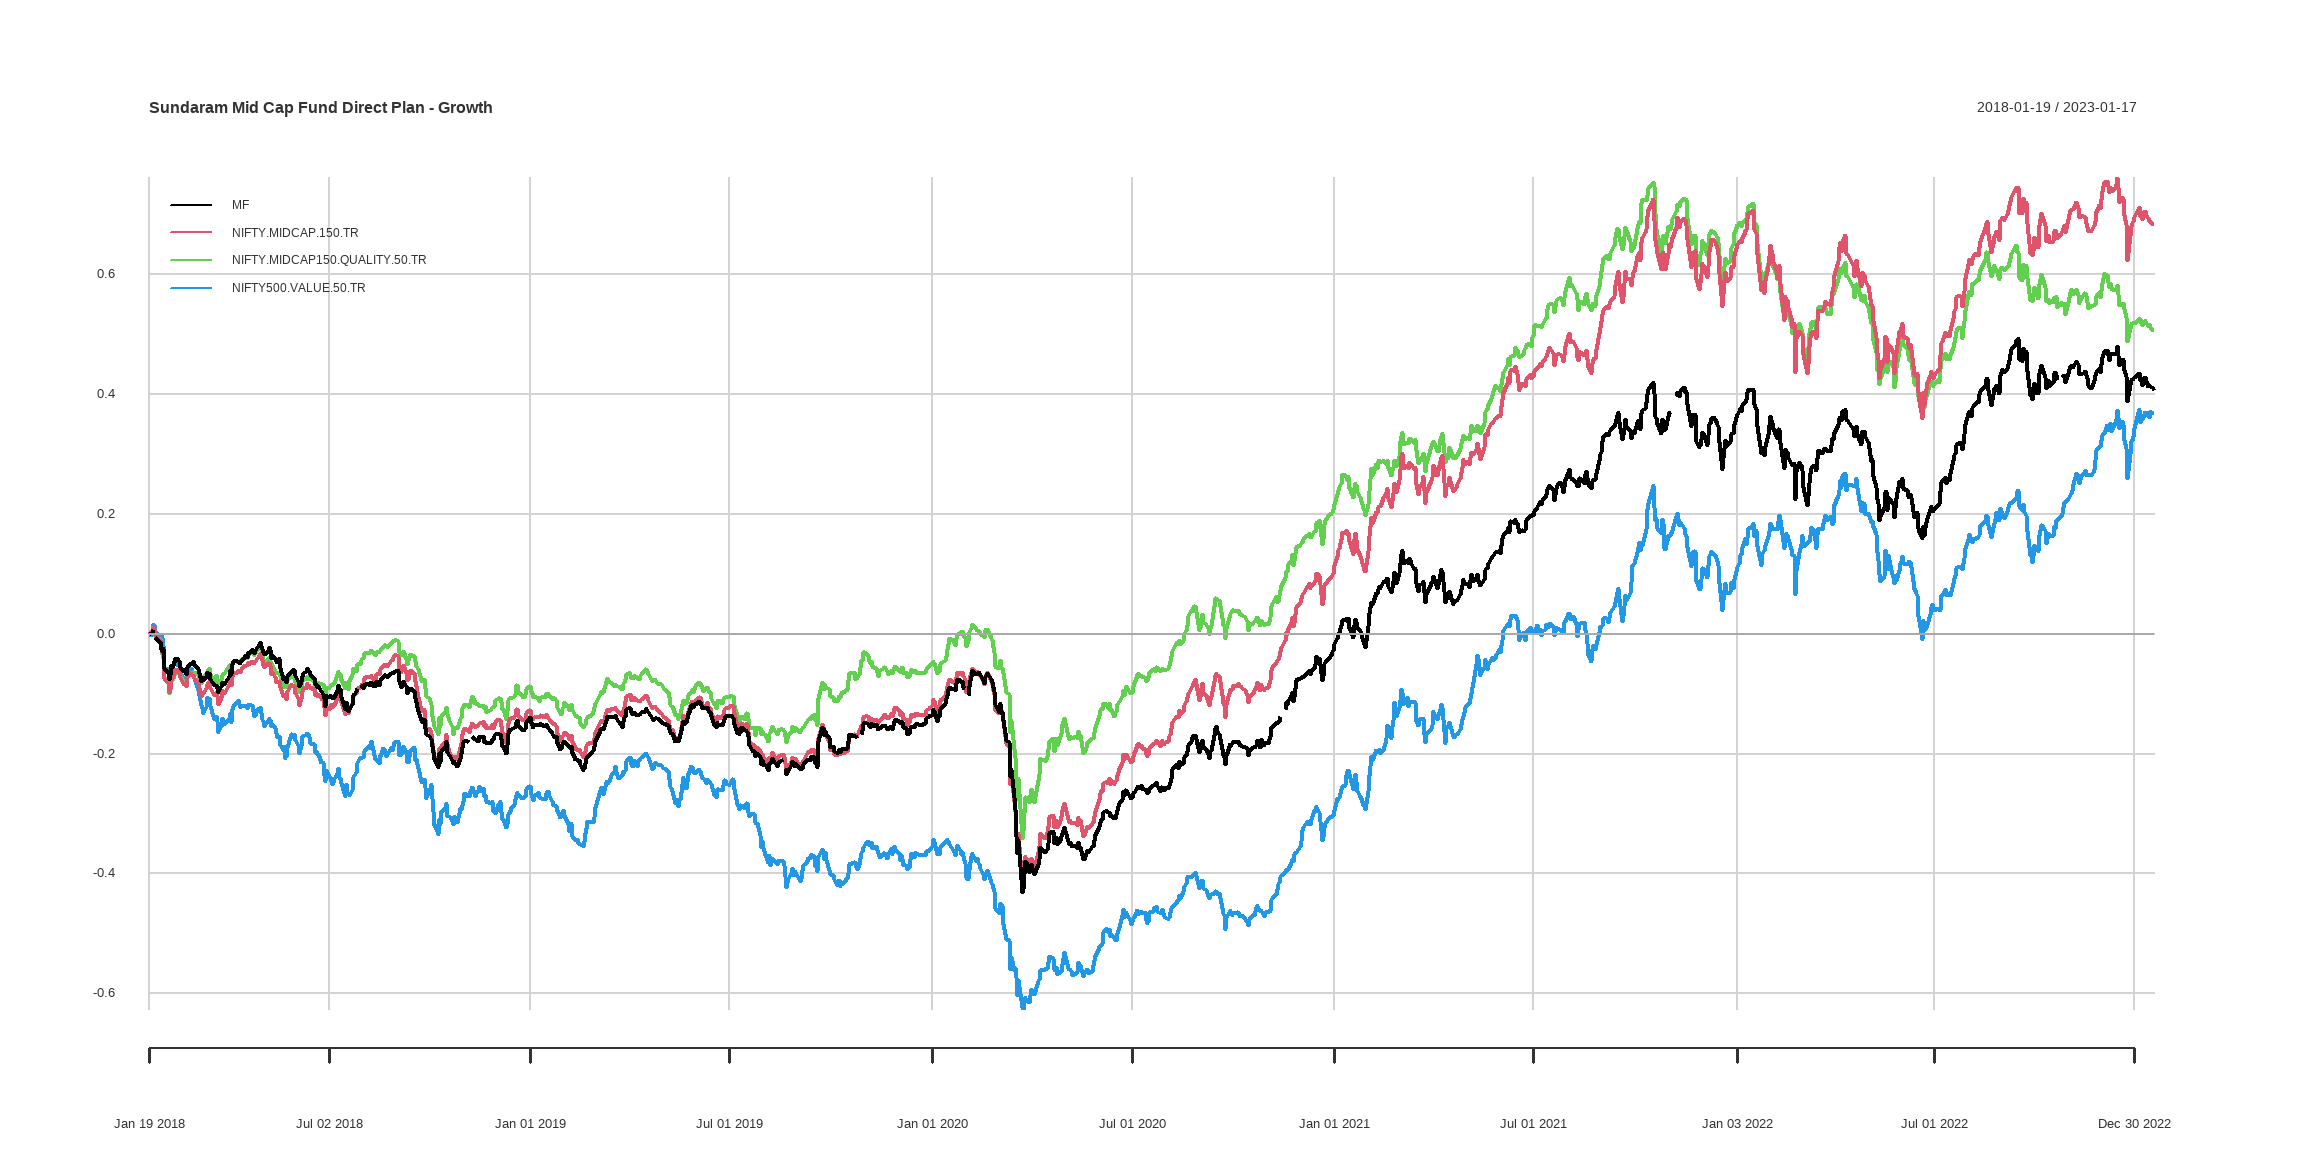 Sundaram Mid Cap Fund Direct Plan - Growth
2018-01-19 / 2023-01-17
MF
NIFTY.MIDCAP.150.TR
NIFTY.MIDCAP150.QUALITY.50.TR
NIFTY500.VALUE.50.TR
0.6
0.4
0.2
0.0
-0.2
-0.4
-0.6
Jan 19 2018
Jul 02 2018
Jan 01 2019
Jul 01 2019
Jan 01 2020
Jul 01 2020
Jan 01 2021
Jul 01 2021
Jan 03 2022
Jul 01 2022
Dec 30 2022